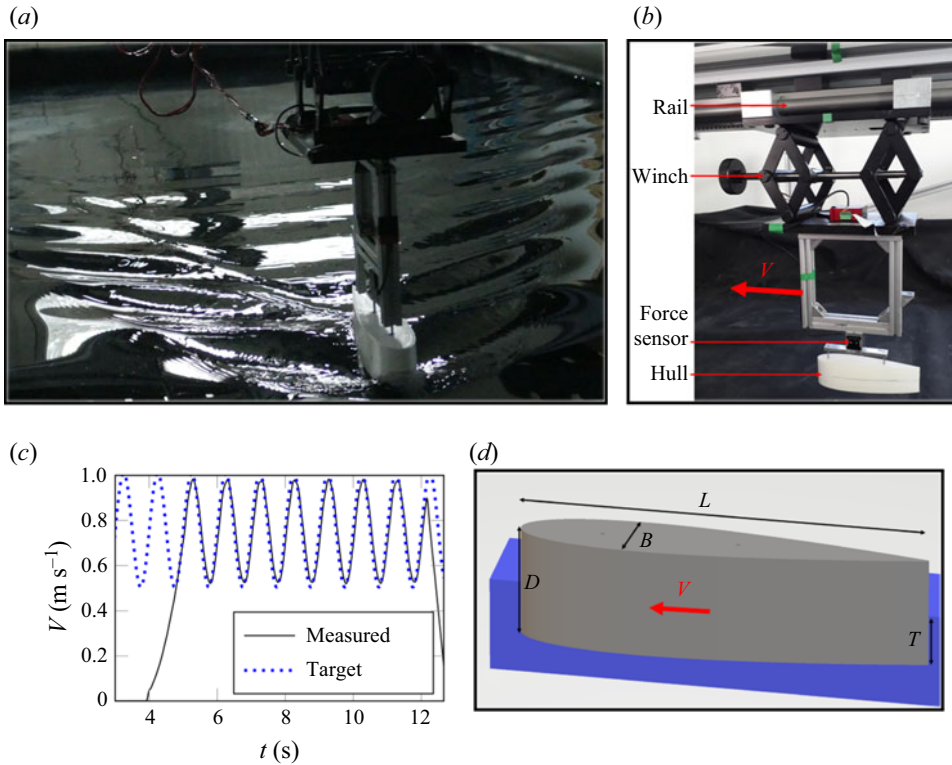 (a)
(b)
Rail
Winch
V
Force
sensor
Hull
(c)
1.0
0.8
0.6
0.4
0.2
0
V (m s⁻¹)
Measured
Target
4
6
8
10
12
t (s)
(d)
L
B
D
V
T